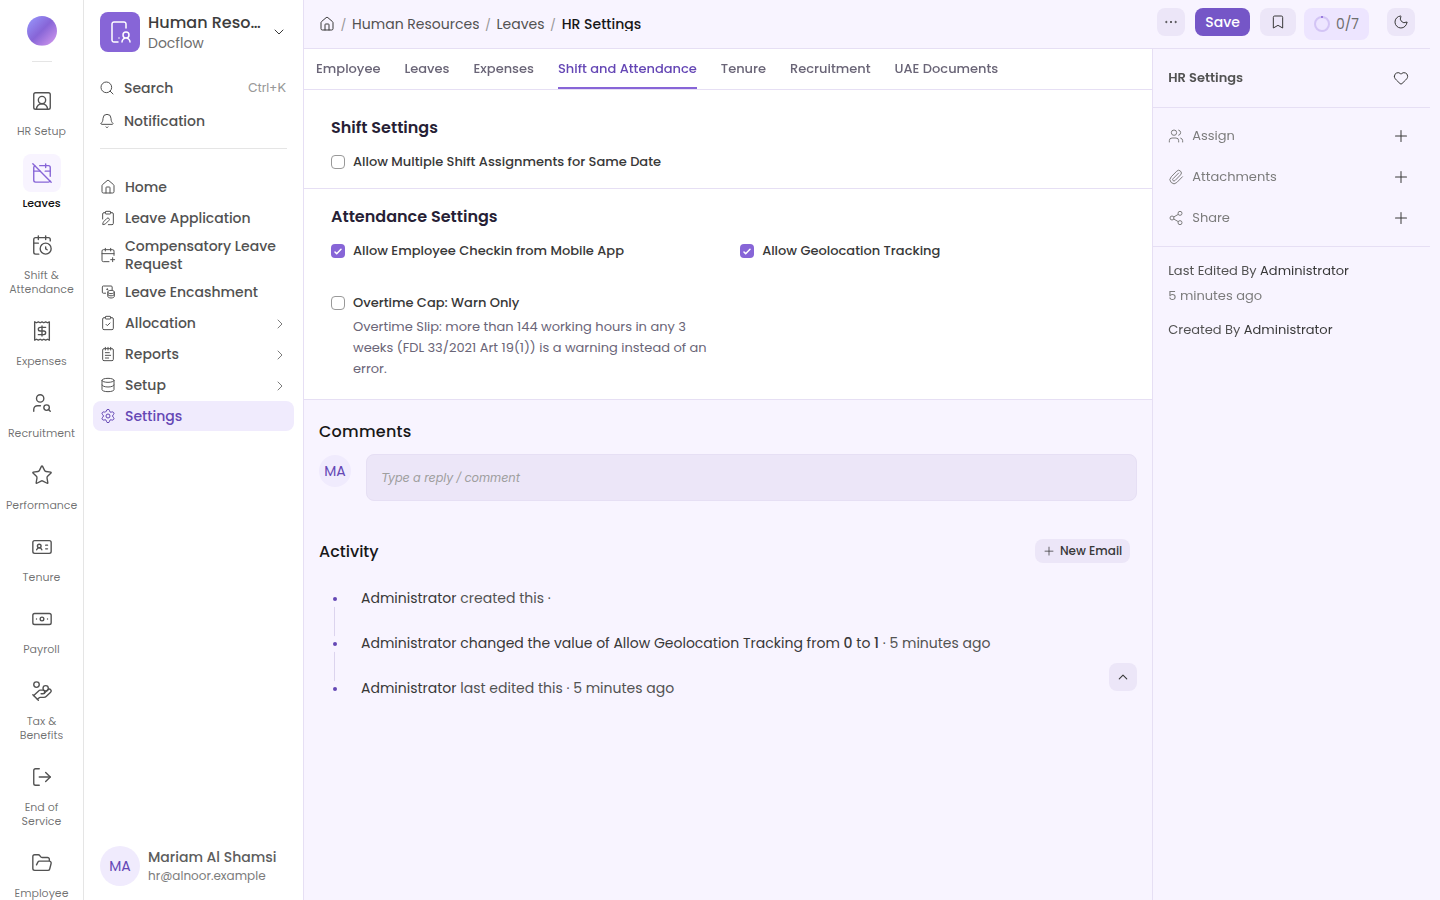 HR Setup
Leaves
Shift &
Attendance
Expenses
Recruitment
Performance
Tenure
Payroll
Tax &
Benefits
End of
Service
Employee
Human Reso...
Docflow
Search Ctrl+K
Notification
Home
Leave Application
Compensatory Leave
Request
Leave Encashment
Allocation
Reports
Setup
Settings
MA
Mariam Al Shamsi
hr@alnoor.example
/ Human Resources / Leaves / HR Settings
Save
0/7
Employee Leaves Expenses Shift and Attendance Tenure Recruitment UAE Documents
Shift Settings
Allow Multiple Shift Assignments for Same Date
Attendance Settings
Allow Employee Checkin from Mobile App
Allow Geolocation Tracking
Overtime Cap: Warn Only
Overtime Slip: more than 144 working hours in any 3
weeks (FDL 33/2021 Art 19(1)) is a warning instead of an
error.
Comments
MA
Type a reply / comment
Activity
New Email
Administrator created this ·
Administrator changed the value of Allow Geolocation Tracking from 0 to 1 · 5 minutes ago
Administrator last edited this · 5 minutes ago
HR Settings
Assign
Attachments
Share
Last Edited By Administrator
5 minutes ago
Created By Administrator